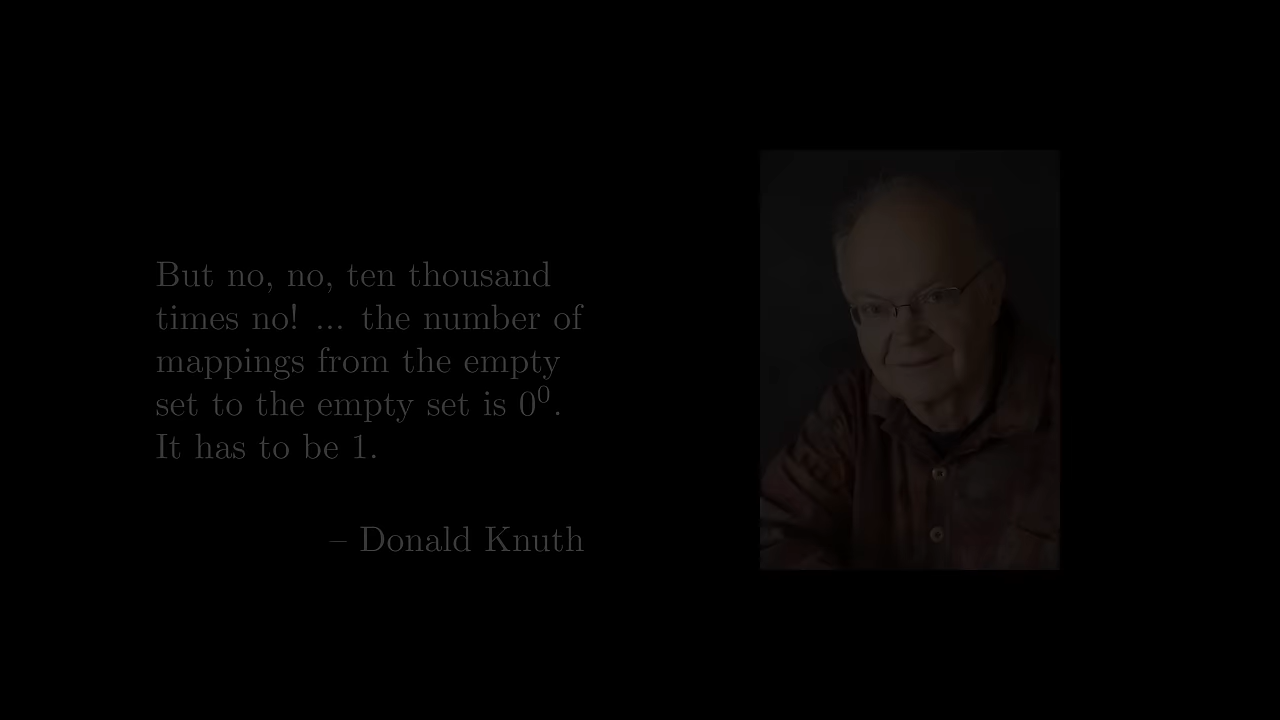 But no, no, ten thousand
times no! ... the number of
mappings from the empty
set to the empty set is 0⁰.
It has to be 1.
– Donald Knuth